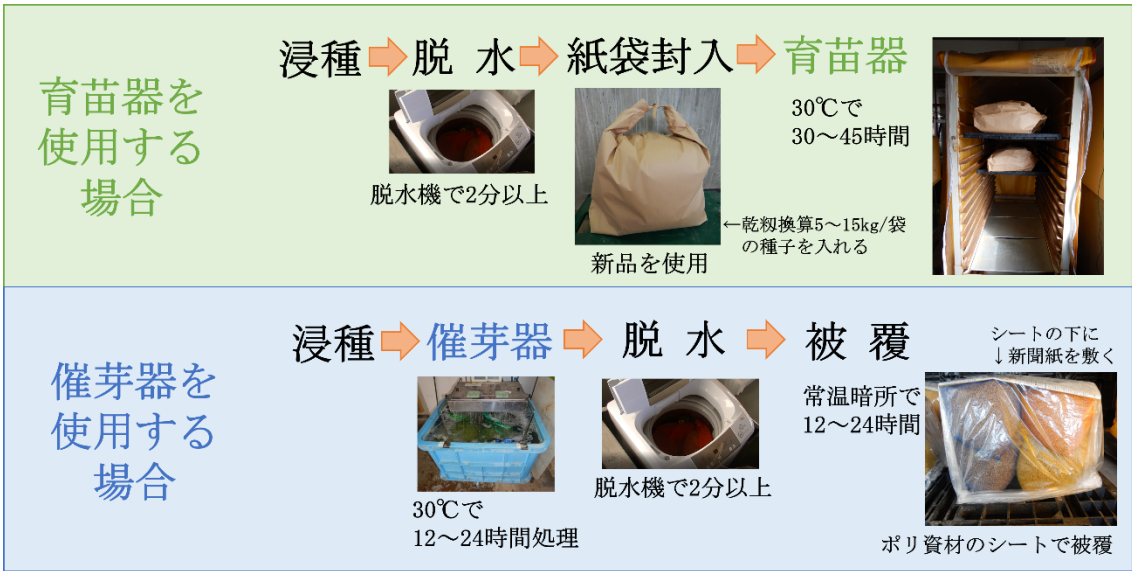 育苗器を
使用する
場合
浸種 脱 水 紙袋封入 育苗器
脱水機で2分以上
新品を使用
←乾籾換算5～15kg/袋
の種子を入れる
30℃で
30～45時間
催芽器を
使用する
場合
浸種 催芽器 脱 水 被 覆
30℃で
12～24時間処理
脱水機で2分以上
常温暗所で
12～24時間
シートの下に
↓新聞紙を敷く
ポリ資材のシートで被覆